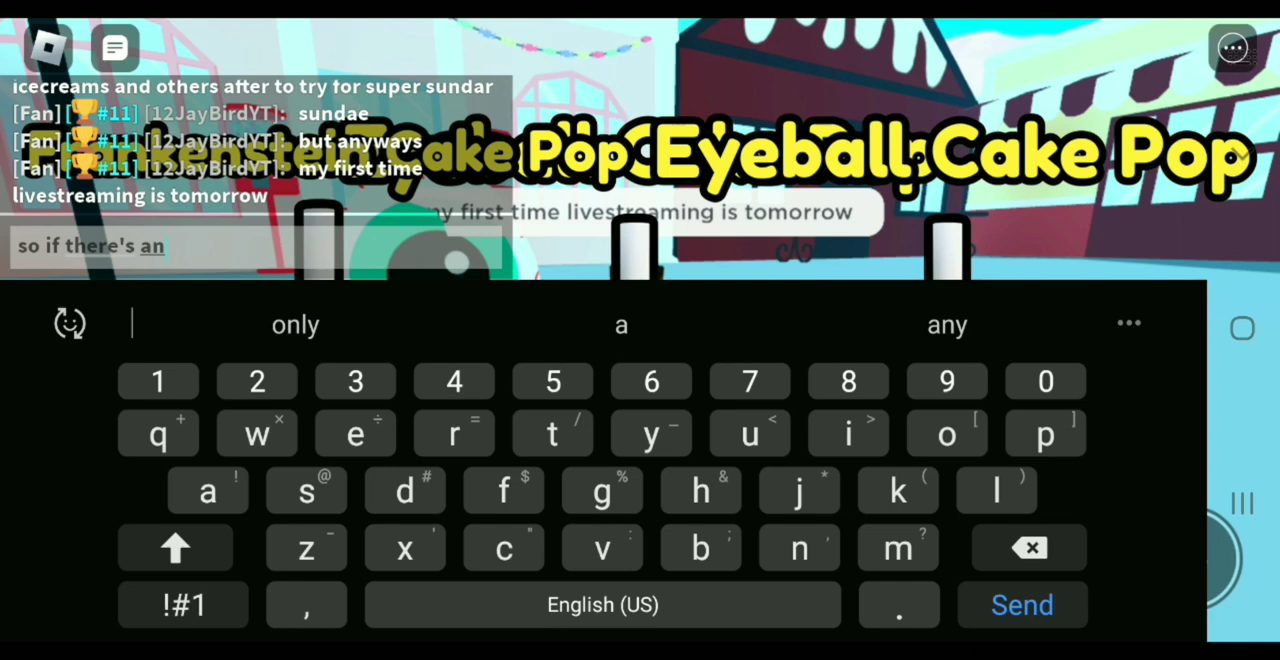 icecreams and others after to try for super sundar
[Fan][🏆#11] [12JayBirdYT]: sundae
[Fan][🏆#11] [12JayBirdYT]: but anyways
[Fan][🏆#11] [12JayBirdYT]: my first time
livestreaming is tomorrow
Cake Pop Eyeball Cake Pop
my first time livestreaming is tomorrow
so if there's an
only a any
1 2 3 4 5 6 7 8 9 0
q + w × e ÷ r = t / y _ u < i > o [ p ]
a ! s @ d # f $ g % h & j * k ( l )
z - x ' c " v : b ; n , m ?
!#1 , English (US) . Send